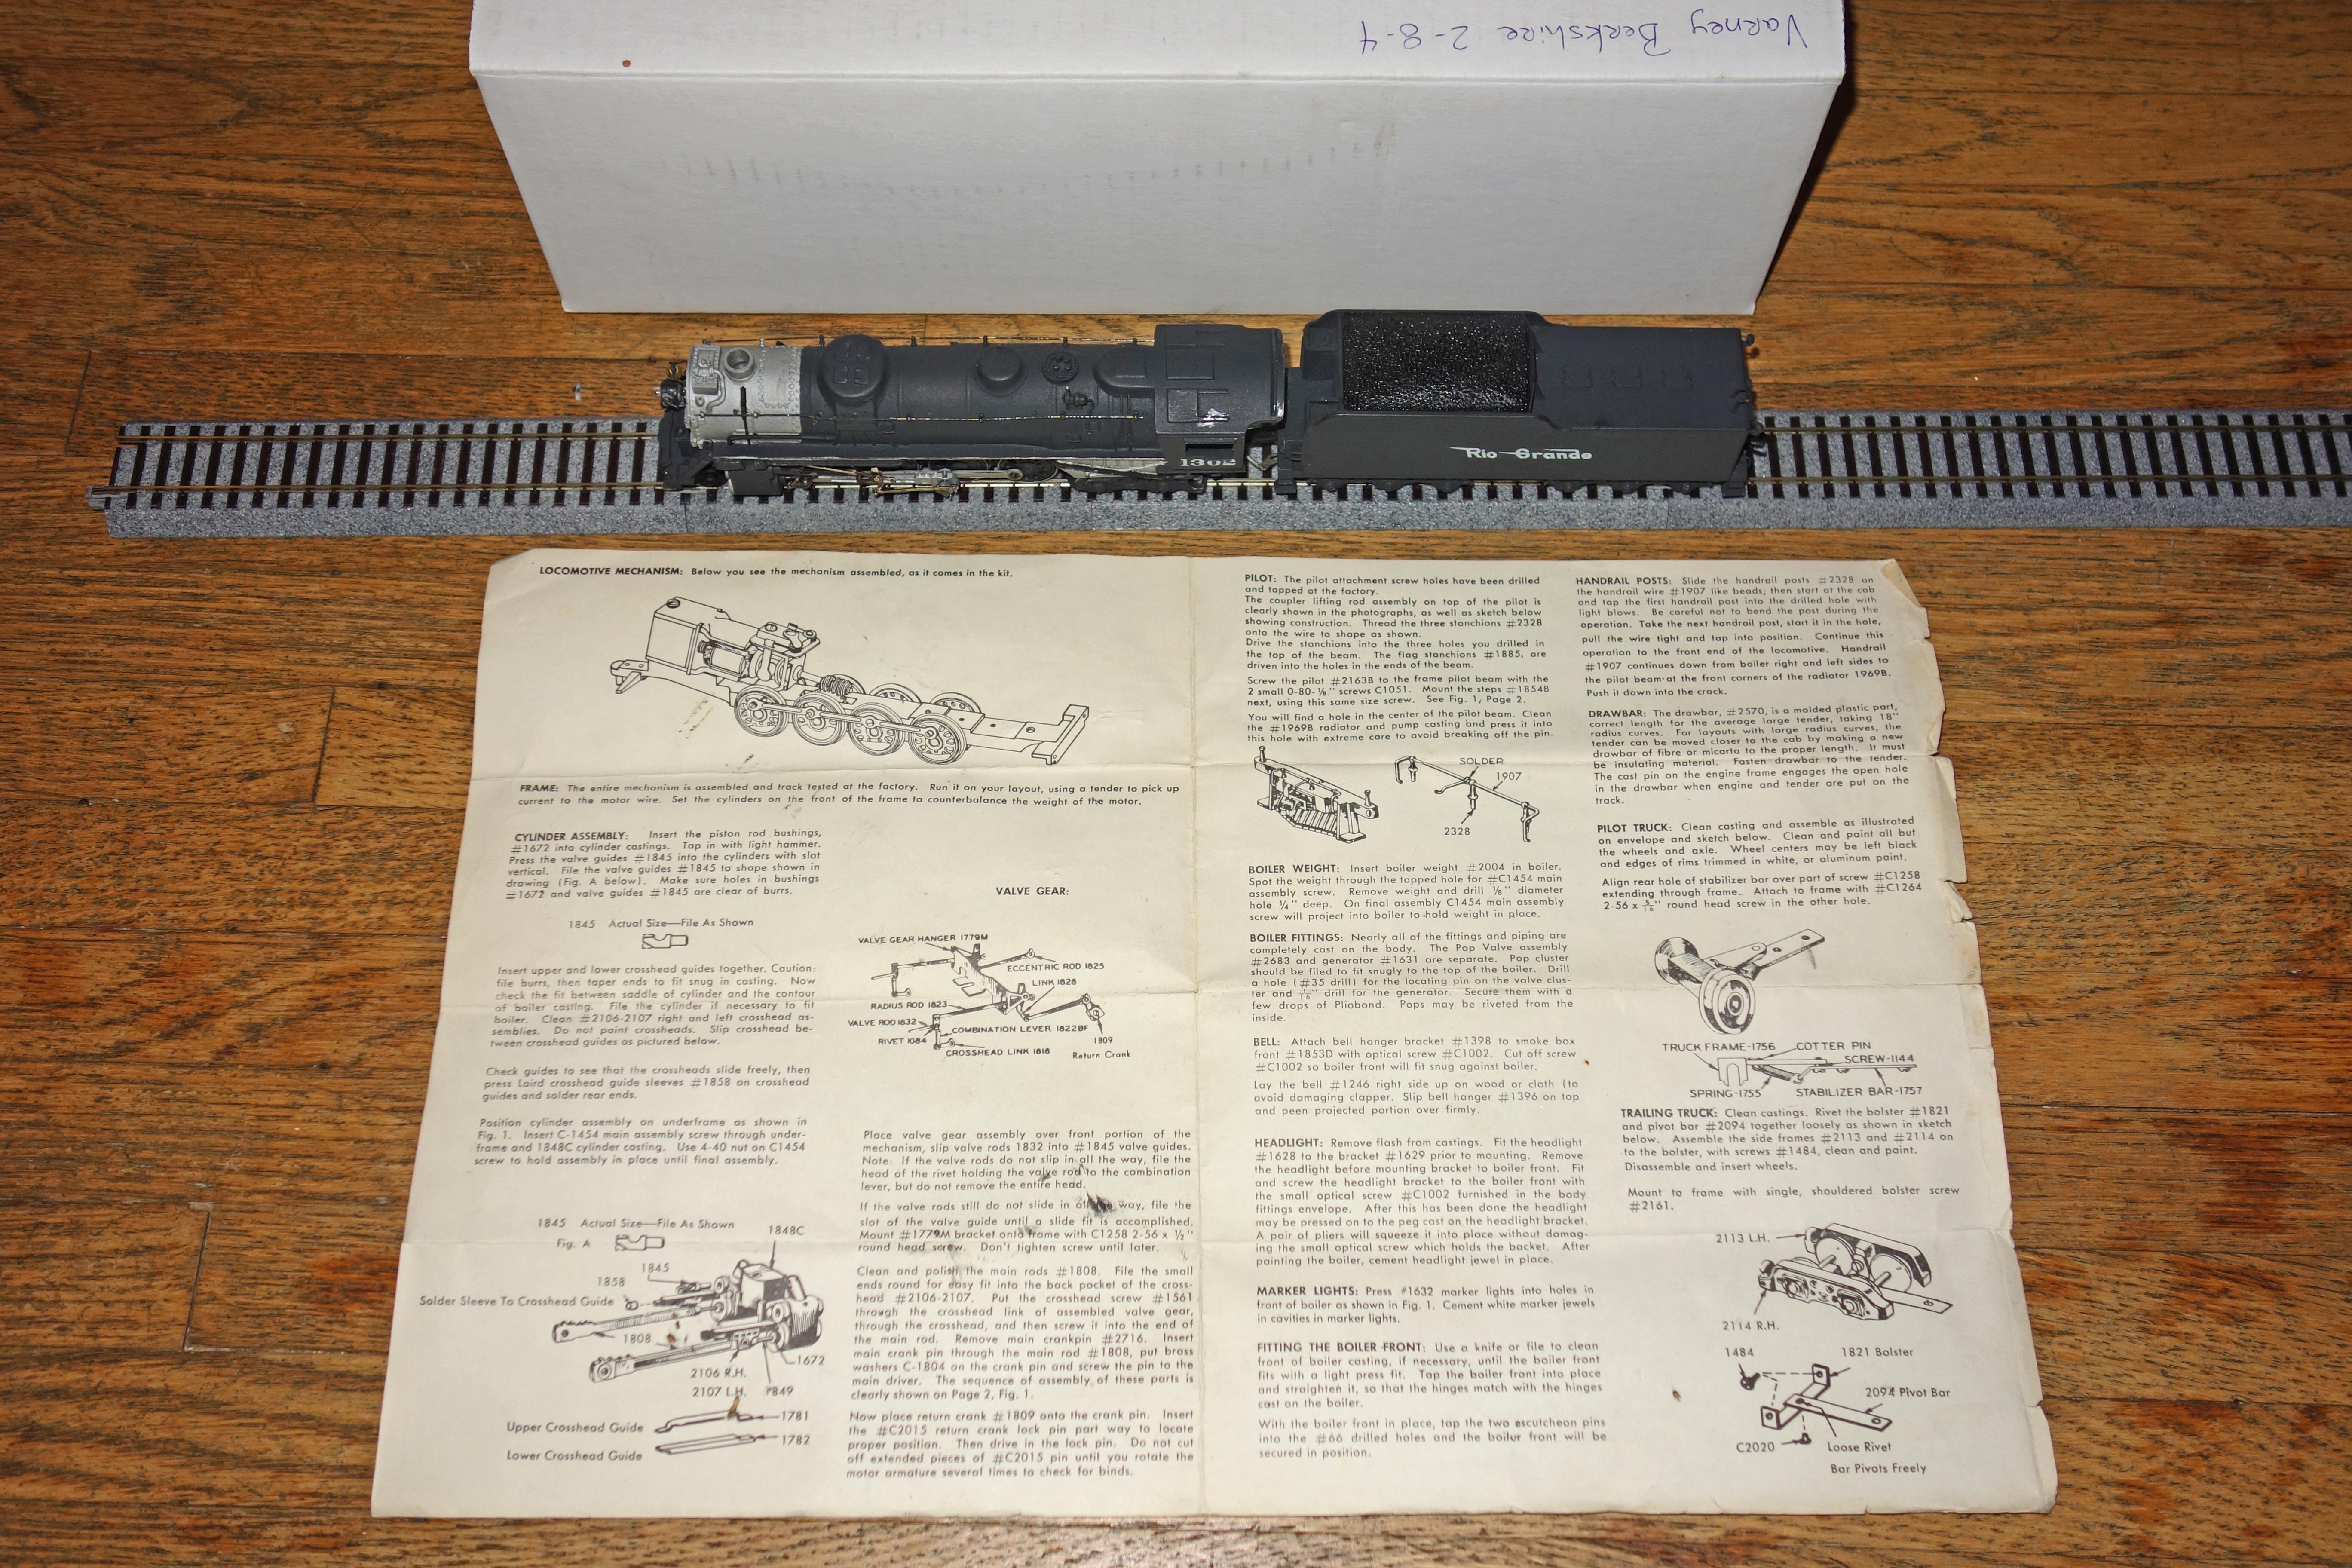 Varney Berkshire 2-8-4
1302
Rio Grande
LOCOMOTIVE MECHANISM: Below you see the mechanism assembled, as it comes in the kit.
FRAME: The entire mechanism is assembled and track tested at the factory. Run it on your layout, using a tender to pick up
current to the motor wire. Set the cylinders on the front of the frame to counterbalance the weight of the motor.
CYLINDER ASSEMBLY: Insert the piston rod bushings,
#1672 into cylinder castings. Tap in with light hammer.
Press the valve guides #1845 into the cylinders with slot
vertical. File the valve guides #1845 to shape shown in
drawing (Fig. A below). Make sure holes in bushings
#1672 and valve guides #1845 are clear of burrs.
1845 Actual Size—File As Shown
Insert upper and lower crosshead guides together. Caution:
file burrs, then taper ends to fit snug in casting. Now
check the fit between saddle of cylinder and the contour
of boiler casting. File the cylinder if necessary to fit
boiler. Clean #2106-2107 right and left crosshead as-
semblies. Do not paint crossheads. Slip crosshead be-
tween crosshead guides as pictured below.
Check guides to see that the crossheads slide freely, then
press Laird crosshead guide sleeves #1858 on crosshead
guides and solder rear ends.
Position cylinder assembly on underframe as shown in
Fig. 1. Insert C-1454 main assembly screw through under-
frame and 1848C cylinder casting. Use 4-40 nut on C1454
screw to hold assembly in place until final assembly.
1845 Actual Size—File As Shown
Fig. A
1848C
1845
1858
Solder Sleeve To Crosshead Guide
1808
1672
2106 R.H.
2107 L.H.
1849
Upper Crosshead Guide
1781
1782
Lower Crosshead Guide
VALVE GEAR:
VALVE GEAR HANGER 1779M
ECCENTRIC ROD 1825
LINK 1828
RADIUS ROD 1823
VALVE ROD 1832
COMBINATION LEVER 1822BF
RIVET 1084
CROSSHEAD LINK 1818
1809
Return Crank
Place valve gear assembly over front portion of the
mechanism, slip valve rods 1832 into #1845 valve guides.
Note: If the valve rods do not slip in all the way, file the
head of the rivet holding the valve rod to the combination
lever, but do not remove the entire head.
If the valve rods still do not slide in all the way, file the
slot of the valve guide until a slide fit is accomplished.
Mount #1779M bracket onto frame with C1258 2-56 x ½"
round head screw. Don't tighten screw until later.
Clean and polish the main rods #1808. File the small
ends round for easy fit into the back pocket of the cross-
head #2106-2107. Put the crosshead screw #1561
through the crosshead link of assembled valve gear,
through the crosshead, and then screw it into the end of
the main rod. Remove main crankpin #2716. Insert
main crank pin through the main rod #1808, put brass
washers C-1804 on the crank pin and screw the pin to the
main driver. The sequence of assembly of these parts is
clearly shown on Page 2, Fig. 1.
Now place return crank #1809 onto the crank pin. Insert
the #C2015 return crank lock pin part way to locate
proper position. Then drive in the lock pin. Do not cut
off extended pieces of #C2015 pin until you rotate the
motor armature several times to check for binds.
PILOT: The pilot attachment screw holes have been drilled
and tapped at the factory.
The coupler lifting rod assembly on top of the pilot is
clearly shown in the photographs, as well as sketch below
showing construction. Thread the three stanchions #2328
onto the wire to shape as shown.
Drive the stanchions into the three holes you drilled in
the top of the beam. The flag stanchions #1885, are
driven into the holes in the ends of the beam.
Screw the pilot #2163B to the frame pilot beam with the
2 small 0-80-⅛" screws C1051. Mount the steps #1854B
next, using this same size screw. See Fig. 1, Page 2.
You will find a hole in the center of the pilot beam. Clean
the #1969B radiator and pump casting and press it into
this hole with extreme care to avoid breaking off the pin.
SOLDER
1907
2328
BOILER WEIGHT: Insert boiler weight #2004 in boiler.
Spot the weight through the tapped hole for #C1454 main
assembly screw. Remove weight and drill ⅛" diameter
hole ¼" deep. On final assembly C1454 main assembly
screw will project into boiler to hold weight in place.
BOILER FITTINGS: Nearly all of the fittings and piping are
completely cast on the body. The Pop Valve assembly
#2683 and generator #1631 are separate. Pop cluster
should be filed to fit snugly to the top of the boiler. Drill
a hole (#35 drill) for the locating pin on the valve clus-
ter and 1/16" drill for the generator. Secure them with a
few drops of Pliobond. Pops may be riveted from the
inside.
BELL: Attach bell hanger bracket #1398 to smoke box
front #1853D with optical screw #C1002. Cut off screw
#C1002 so boiler front will fit snug against boiler.
Lay the bell #1246 right side up on wood or cloth (to
avoid damaging clapper. Slip bell hanger #1396 on top
and peen projected portion over firmly.
HEADLIGHT: Remove flash from castings. Fit the headlight
#1628 to the bracket #1629 prior to mounting. Remove
the headlight before mounting bracket to boiler front. Fit
and screw the headlight bracket to the boiler front with
the small optical screw #C1002 furnished in the body
fittings envelope. After this has been done the headlight
may be pressed on to the peg cast on the headlight bracket.
A pair of pliers will squeeze it into place without damag-
ing the small optical screw which holds the backet. After
painting the boiler, cement headlight jewel in place.
MARKER LIGHTS: Press #1632 marker lights into holes in
front of boiler as shown in Fig. 1. Cement white marker jewels
in cavities in marker lights.
FITTING THE BOILER FRONT: Use a knife or file to clean
front of boiler casting, if necessary, until the boiler front
fits with a light press fit. Tap the boiler front into place
and straighten it, so that the hinges match with the hinges
cast on the boiler.
With the boiler front in place, tap the two escutcheon pins
into the #66 drilled holes and the boilur front will be
secured in position.
HANDRAIL POSTS: Slide the handrail posts #2328 on
the handrail wire #1907 like beads; then start at the cab
and tap the first handrail post into the drilled hole with
light blows. Be careful not to bend the post during the
operation. Take the next handrail post, start it in the hole,
pull the wire tight and tap into position. Continue this
operation to the front end of the locomotive. Handrail
#1907 continues down from boiler right and left sides to
the pilot beam at the front corners of the radiator 1969B.
Push it down into the crack.
DRAWBAR: The drawbar, #2570, is a molded plastic part,
correct length for the average large tender, taking 18"
radius curves. For layouts with large radius curves, the
tender can be moved closer to the cab by making a new
drawbar of fibre or micarta to the proper length. It must
be insulating material. Fasten drawbar to the tender.
The cast pin on the engine frame engages the open hole
in the drawbar when engine and tender are put on the
track.
PILOT TRUCK: Clean casting and assemble as illustrated
on envelope and sketch below. Clean and paint all but
the wheels and axle. Wheel centers may be left black
and edges of rims trimmed in white, or aluminum paint.
Align rear hole of stabilizer bar over part of screw #C1258
extending through frame. Attach to frame with #C1264
2-56 x 5/16" round head screw in the other hole.
TRUCK FRAME-1756
COTTER PIN
SCREW-1144
SPRING-1755
STABILIZER BAR-1757
TRAILING TRUCK: Clean castings. Rivet the bolster #1821
and pivot bar #2094 together loosely as shown in sketch
below. Assemble the side frames #2113 and #2114 on
to the bolster, with screws #1484, clean and paint.
Disassemble and insert wheels.
Mount to frame with single, shouldered bolster screw
#2161.
2113 L.H.
2114 R.H.
1484
1821 Bolster
2094 Pivot Bar
C2020
Loose Rivet
Bar Pivots Freely